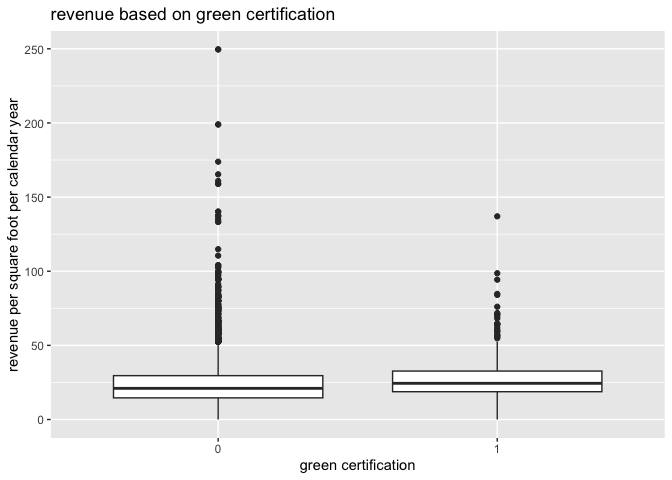 revenue based on green certification
250
200
150
100
50
0
revenue per square foot per calendar year
0 1
green certification